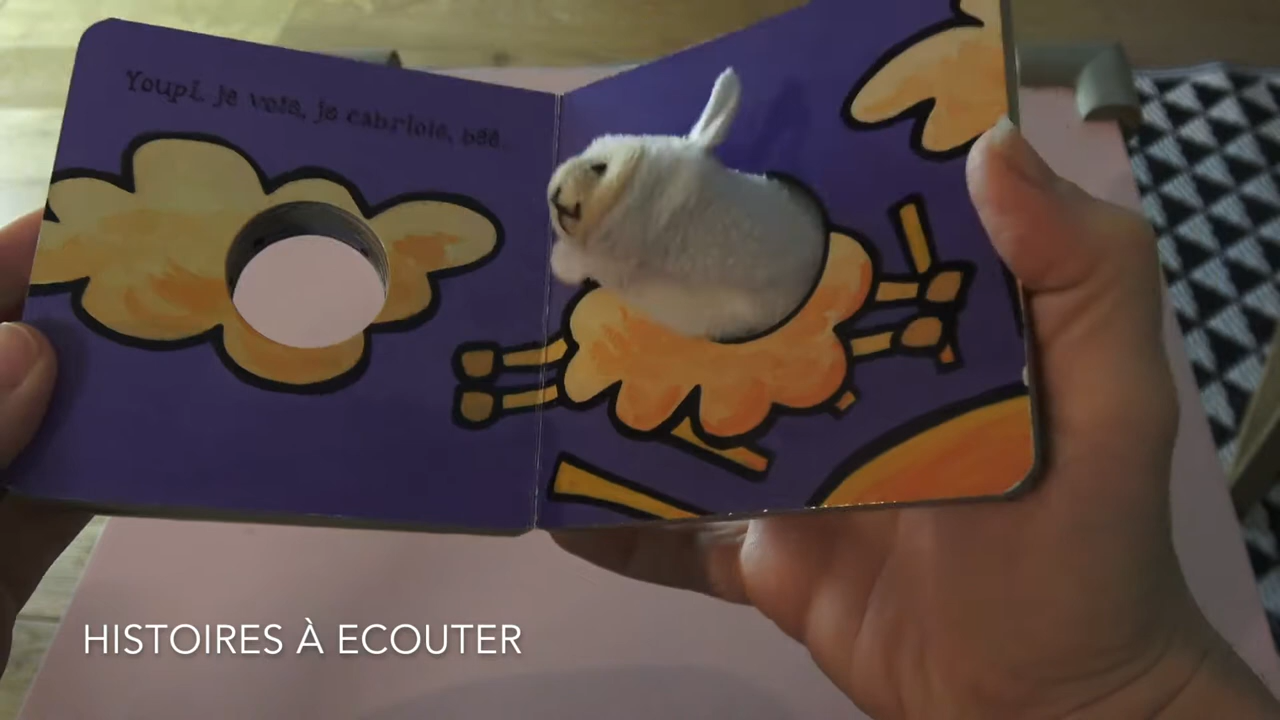 Youpi, je vois, je cabriole, bêê.
HISTOIRES À ECOUTER